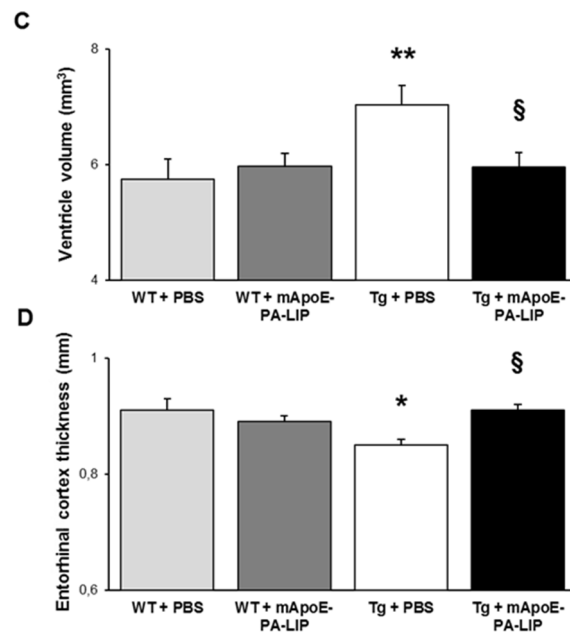 C
Ventricle volume (mm³)
8
6
4
**
§
WT + PBS
WT + mApoE-
PA-LIP
Tg + PBS
Tg + mApoE-
PA-LIP
D
Entorhinal cortex thickness (mm)
1
0,8
0,6
*
§
WT + PBS
WT + mApoE-
PA-LIP
Tg + PBS
Tg + mApoE-
PA-LIP